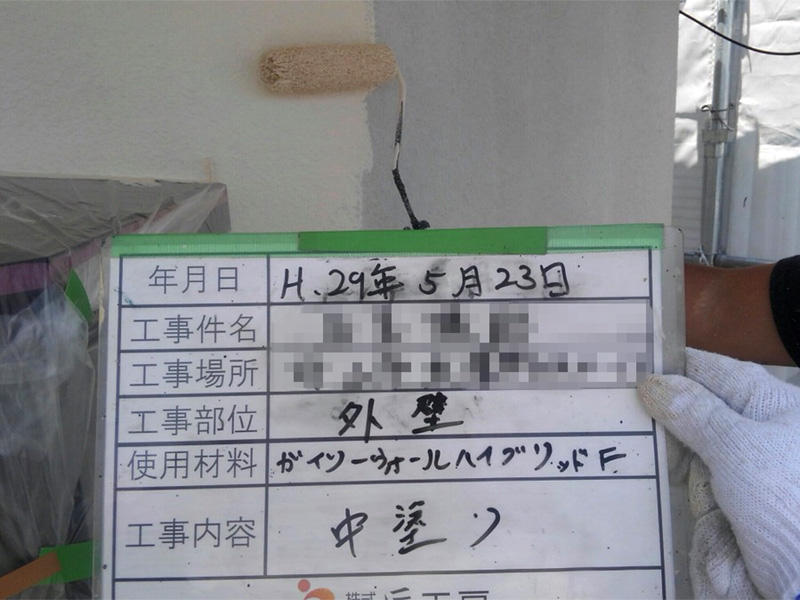 年月日 H.29年 5月23日
工事件名
工事場所
工事部位 外壁
使用材料 ガイソーウォールハイブリッドF
工事内容 中塗り
株式